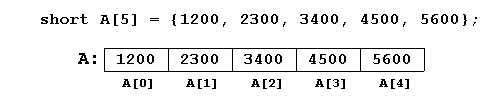 short A[5] = {1200, 2300, 3400, 4500, 5600};
A: 1200 2300 3400 4500 5600
A[0] A[1] A[2] A[3] A[4]